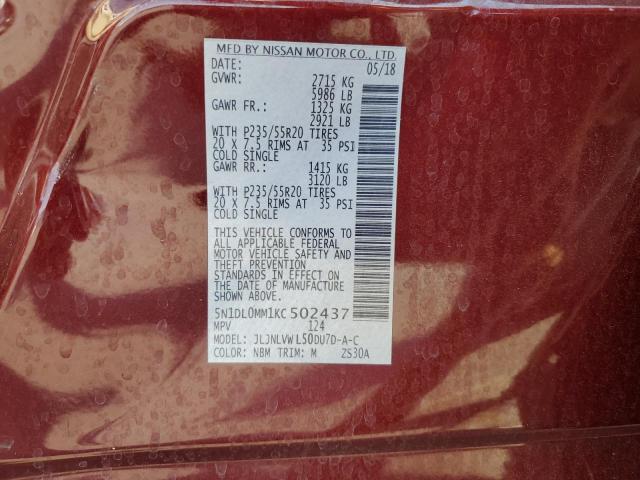 MFD BY NISSAN MOTOR CO., LTD.
DATE: 05/18
GVWR: 2715 KG
5986 LB
GAWR FR.: 1325 KG
2921 LB
WITH P235/55R20 TIRES
20 X 7.5 RIMS AT 35 PSI
COLD SINGLE
GAWR RR.: 1415 KG
3120 LB
WITH P235/55R20 TIRES
20 X 7.5 RIMS AT 35 PSI
COLD SINGLE
THIS VEHICLE CONFORMS TO
ALL APPLICABLE FEDERAL
MOTOR VEHICLE SAFETY AND
THEFT PREVENTION
STANDARDS IN EFFECT ON
THE DATE OF MANUFACTURE
SHOWN ABOVE.
5N1DL0MM1KC502437
MPV 124
MODEL: JLJNLVWL50DU7D-A-C
COLOR: NBM TRIM: M ZS30A